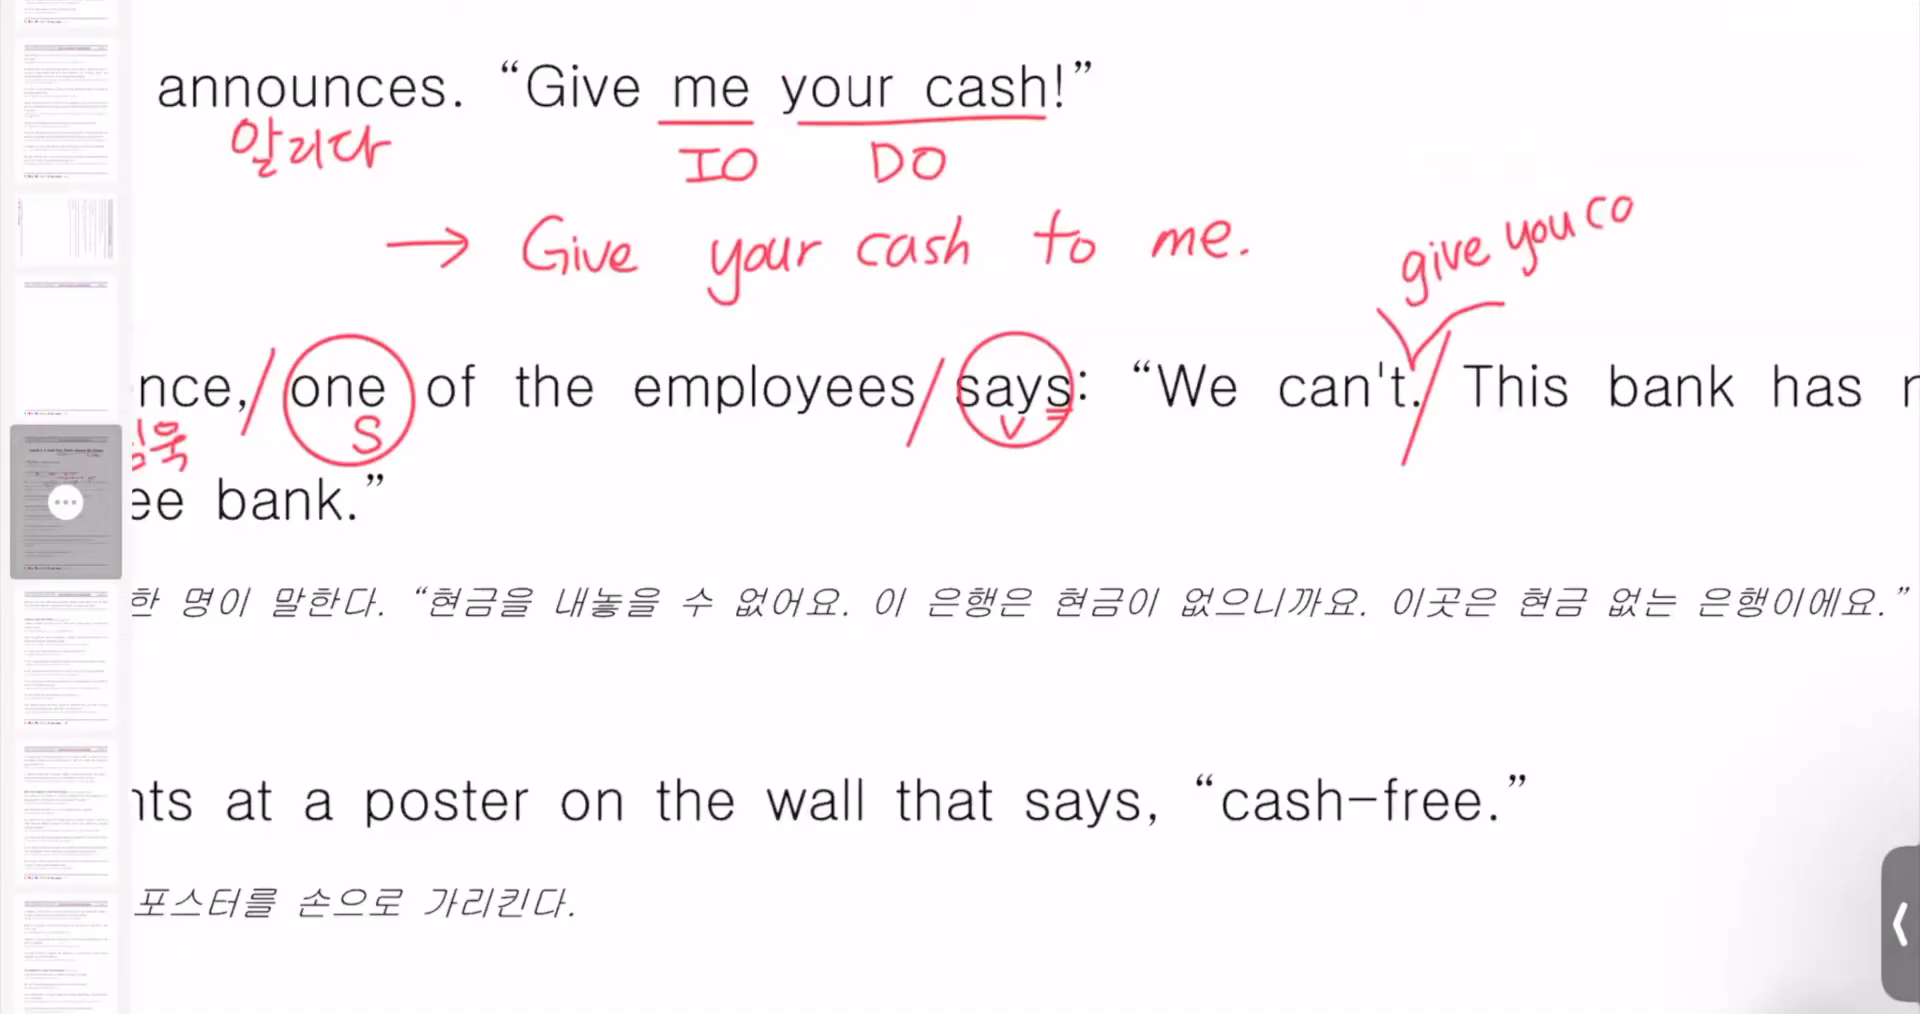 announces. “Give me your cash!”
알리다 IO DO
→ Give your cash to me.
give you co
nce, one of the employees says: “We can't. This bank has
S V
ee bank.”
한 명이 말한다. “현금을 내놓을 수 없어요. 이 은행은 현금이 없으니까요. 이곳은 현금 없는 은행이에요.”
nts at a poster on the wall that says, “cash-free.”
포스터를 손으로 가리킨다.